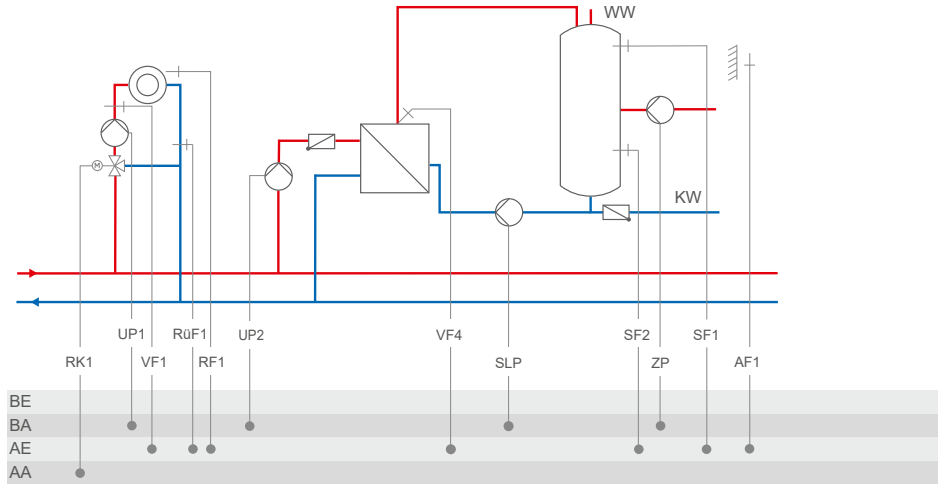 WW
M
KW
UP1
RüF1
UP2
VF4
SF2
SF1
RK1
VF1
RF1
SLP
ZP
AF1
BE
BA
AE
AA